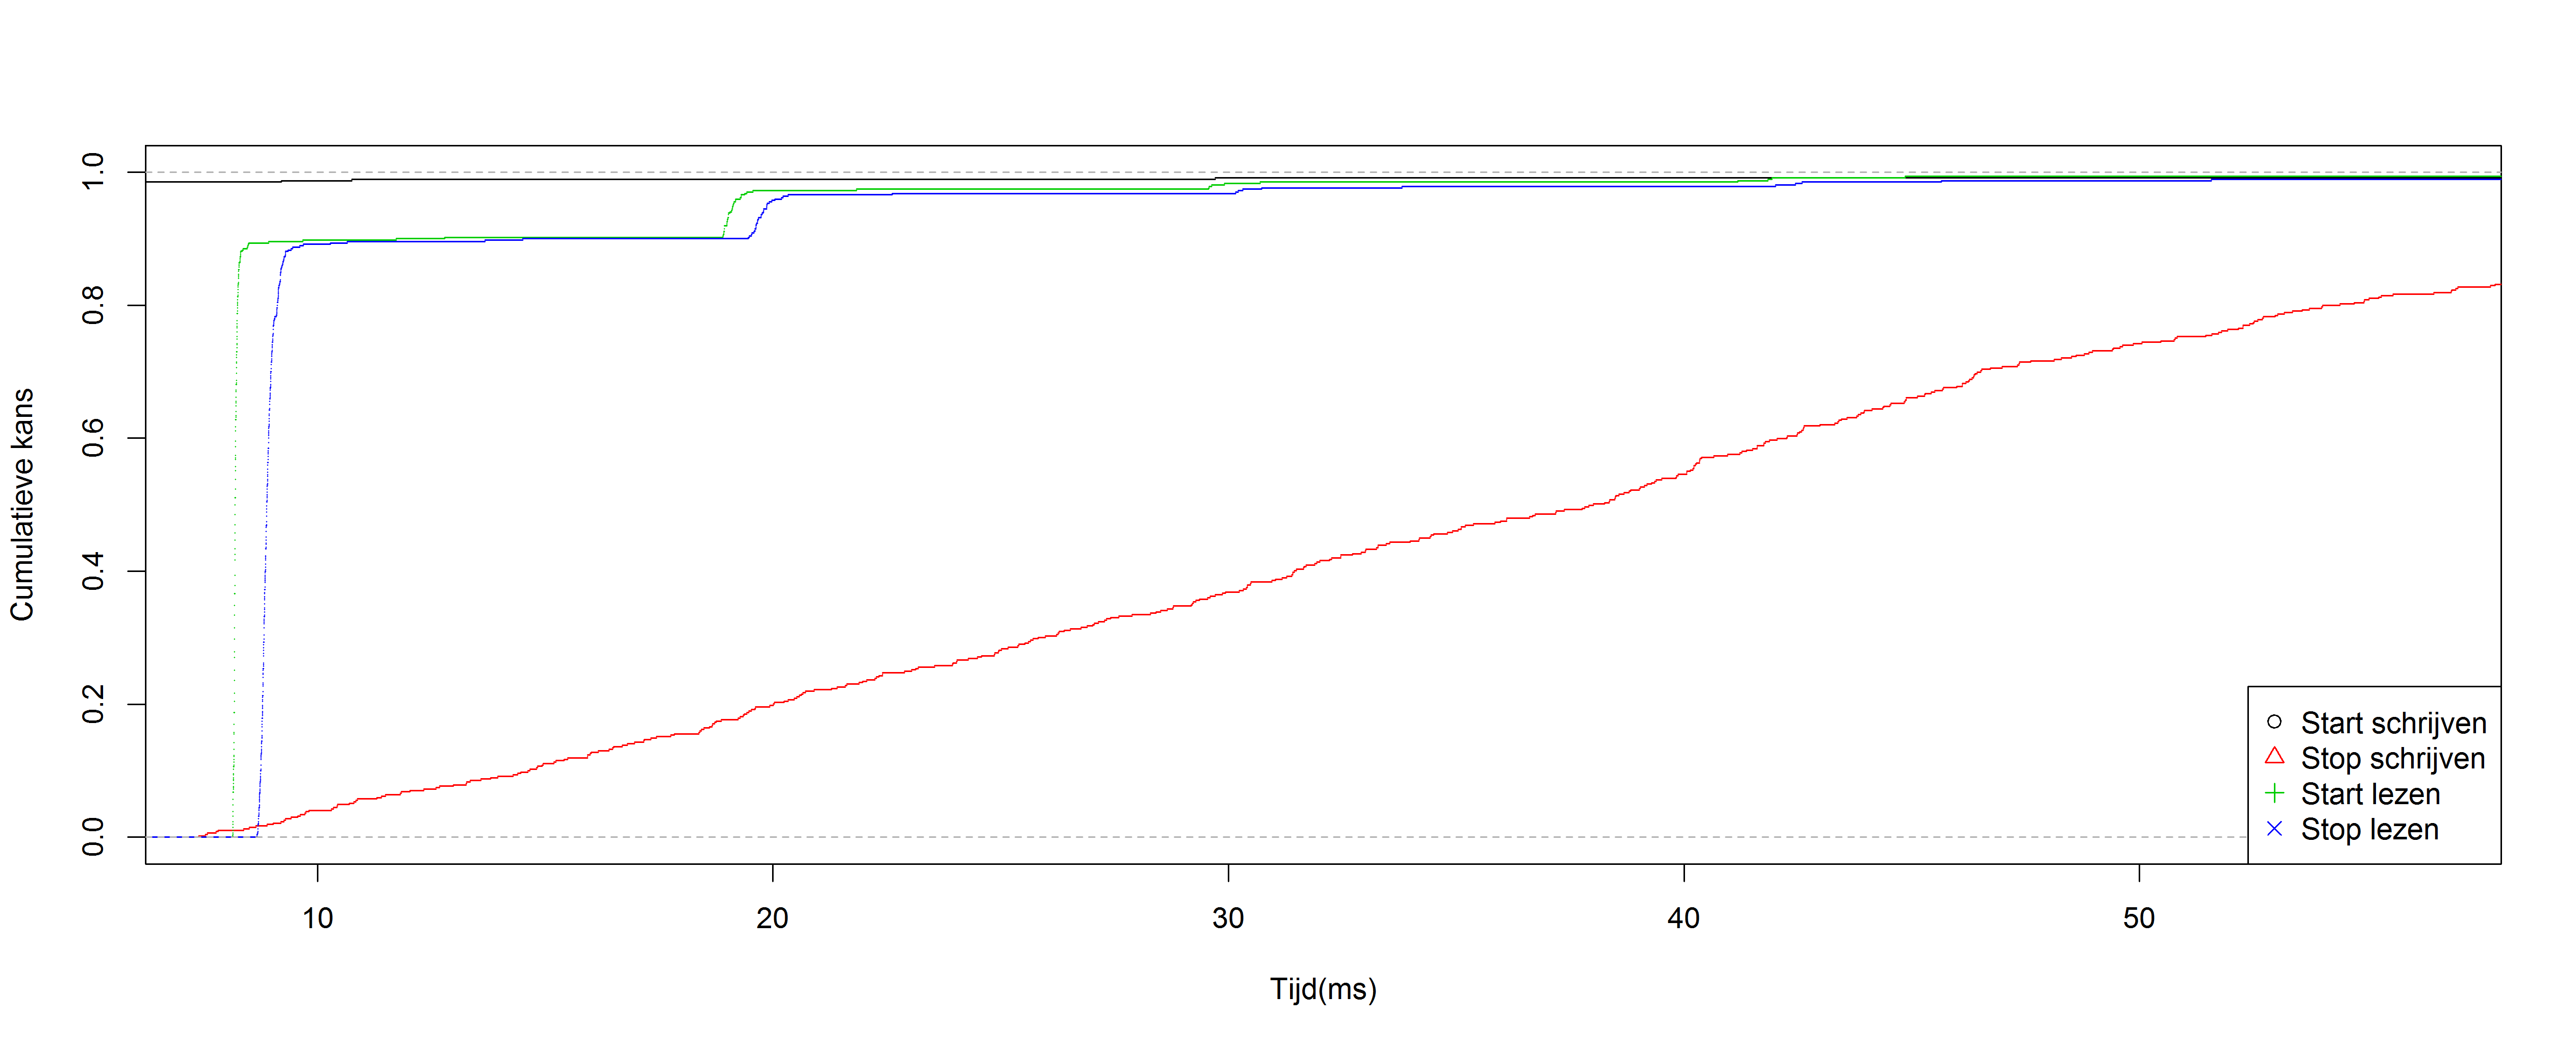 Cumulatieve kans
1.0
0.8
0.6
0.4
0.2
0.0
10 20 30 40 50
Tijd(ms)
Start schrijven
Stop schrijven
Start lezen
Stop lezen